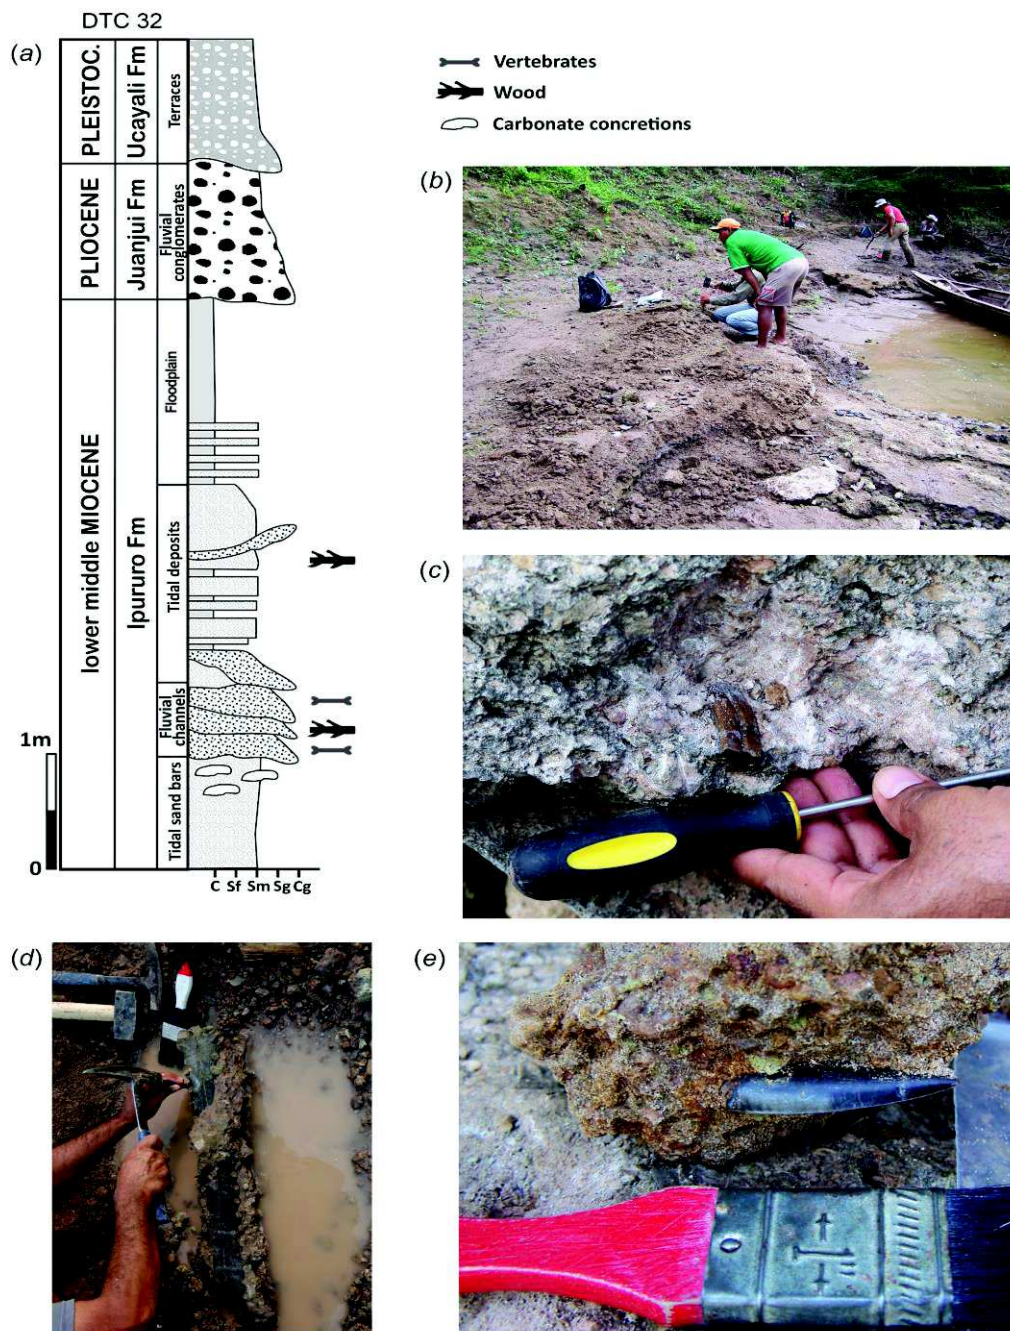 DTC 32
(a)
PLEISTOC.
Ucayali Fm
Terraces
PLIOCENE
Juanjui Fm
Fluvial
conglomerates
lower middle MIOCENE
Ipururo Fm
Floodplain
Tidal deposits
Fluvial
channels
Tidal sand bars
1m
0
C Sf Sm Sg Cg
Vertebrates
Wood
Carbonate concretions
(b)
(c)
(d)
(e)
1"